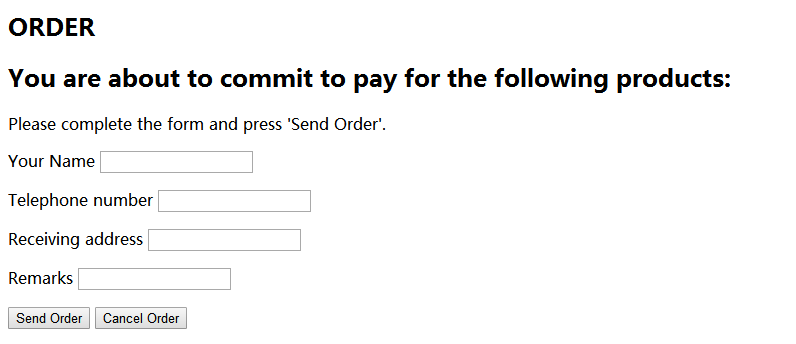 ORDER
You are about to commit to pay for the following products:
Please complete the form and press 'Send Order'.
Your Name
Telephone number
Receiving address
Remarks
Send Order Cancel Order